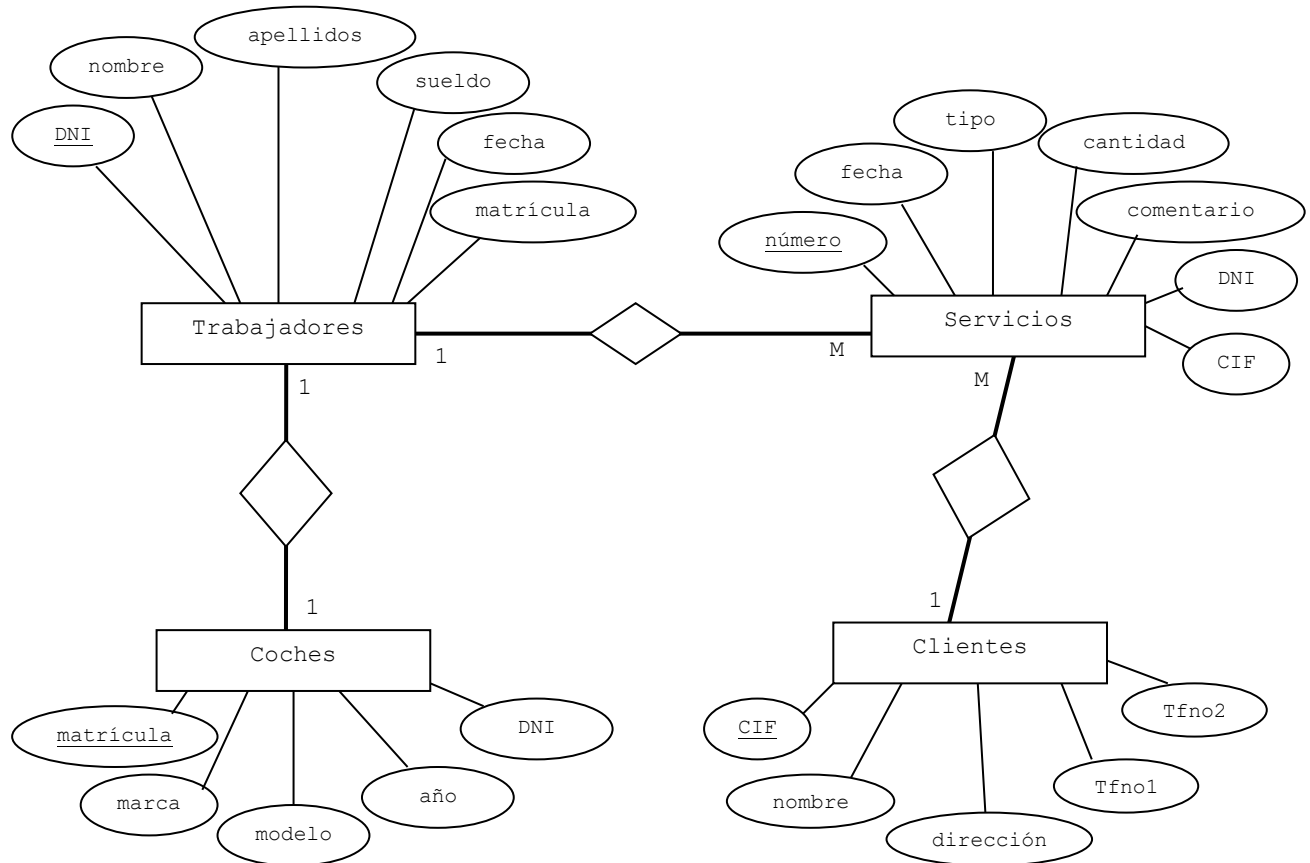 apellidos
nombre
sueldo
DNI
fecha
matrícula
Trabajadores
1
1
tipo
cantidad
fecha
comentario
número
DNI
Servicios
CIF
M
M
1
Coches
matrícula
DNI
marca
año
modelo
1
Clientes
CIF
Tfno2
nombre
Tfno1
dirección